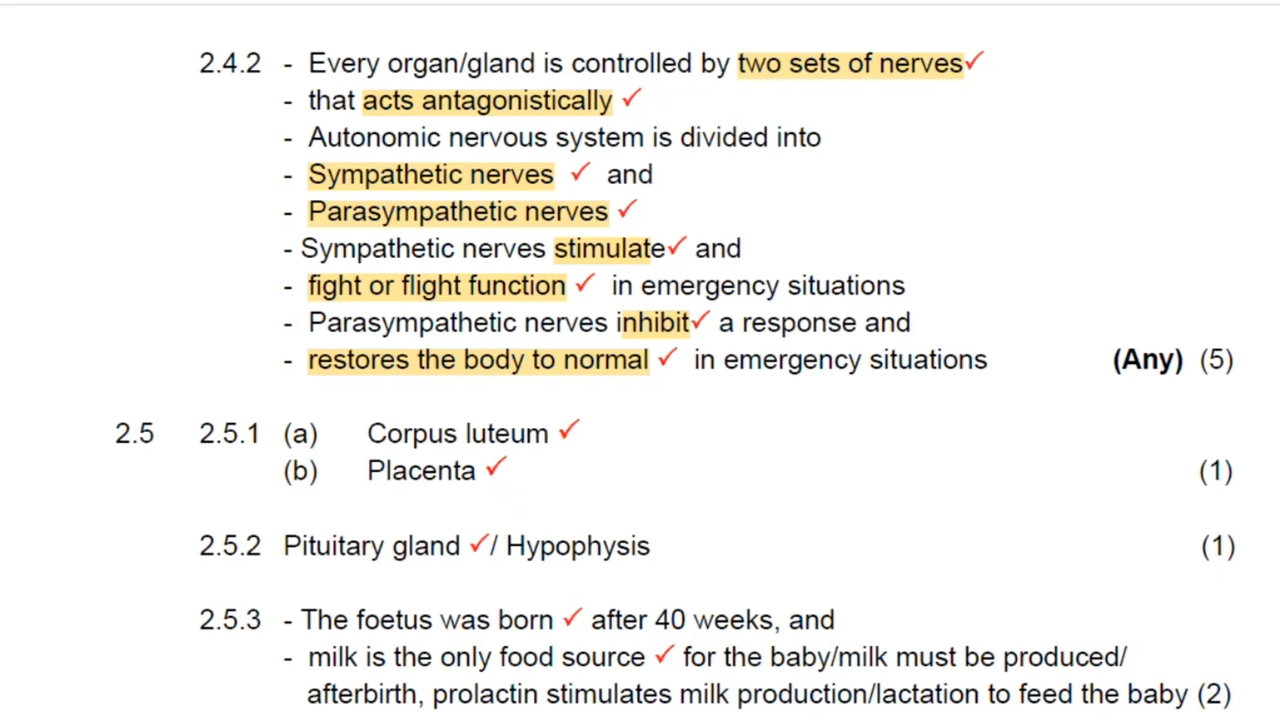 2.4.2 - Every organ/gland is controlled by two sets of nerves✓
- that acts antagonistically ✓
- Autonomic nervous system is divided into
- Sympathetic nerves ✓ and
- Parasympathetic nerves ✓
- Sympathetic nerves stimulate✓ and
- fight or flight function ✓ in emergency situations
- Parasympathetic nerves inhibit✓ a response and
- restores the body to normal ✓ in emergency situations (Any) (5)
2.5 2.5.1 (a) Corpus luteum ✓
(b) Placenta ✓ (1)
2.5.2 Pituitary gland ✓/ Hypophysis (1)
2.5.3 - The foetus was born ✓ after 40 weeks, and
- milk is the only food source ✓ for the baby/milk must be produced/
afterbirth, prolactin stimulates milk production/lactation to feed the baby (2)